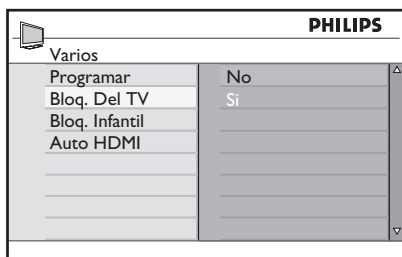 PHILIPS
Varios
Programar
No
Bloq. Del TV
Si
Bloq. Infantil
Auto HDMI